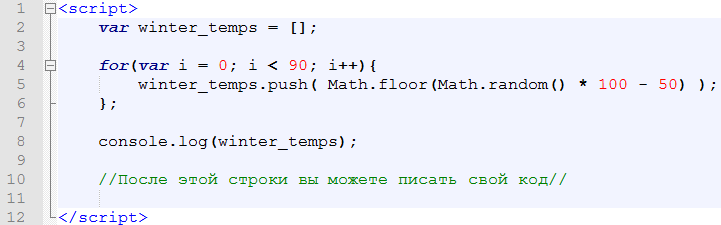 1 <script>
2 var winter_temps = [];
3
4 for(var i = 0; i < 90; i++){
5 winter_temps.push( Math.floor(Math.random() * 100 - 50) );
6 };
7
8 console.log(winter_temps);
9
10 //После этой строки вы можете писать свой код//
11
12 </script>